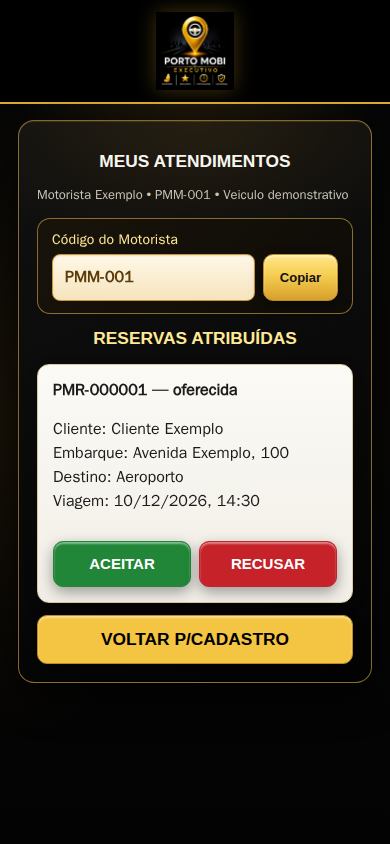 PORTO MOBI
EXECUTIVO
MEUS ATENDIMENTOS
Motorista Exemplo • PMM-001 • Veiculo demonstrativo
Código do Motorista
PMM-001
Copiar
RESERVAS ATRIBUÍDAS
PMR-000001 — oferecida
Cliente: Cliente Exemplo
Embarque: Avenida Exemplo, 100
Destino: Aeroporto
Viagem: 10/12/2026, 14:30
ACEITAR
RECUSAR
VOLTAR P/CADASTRO